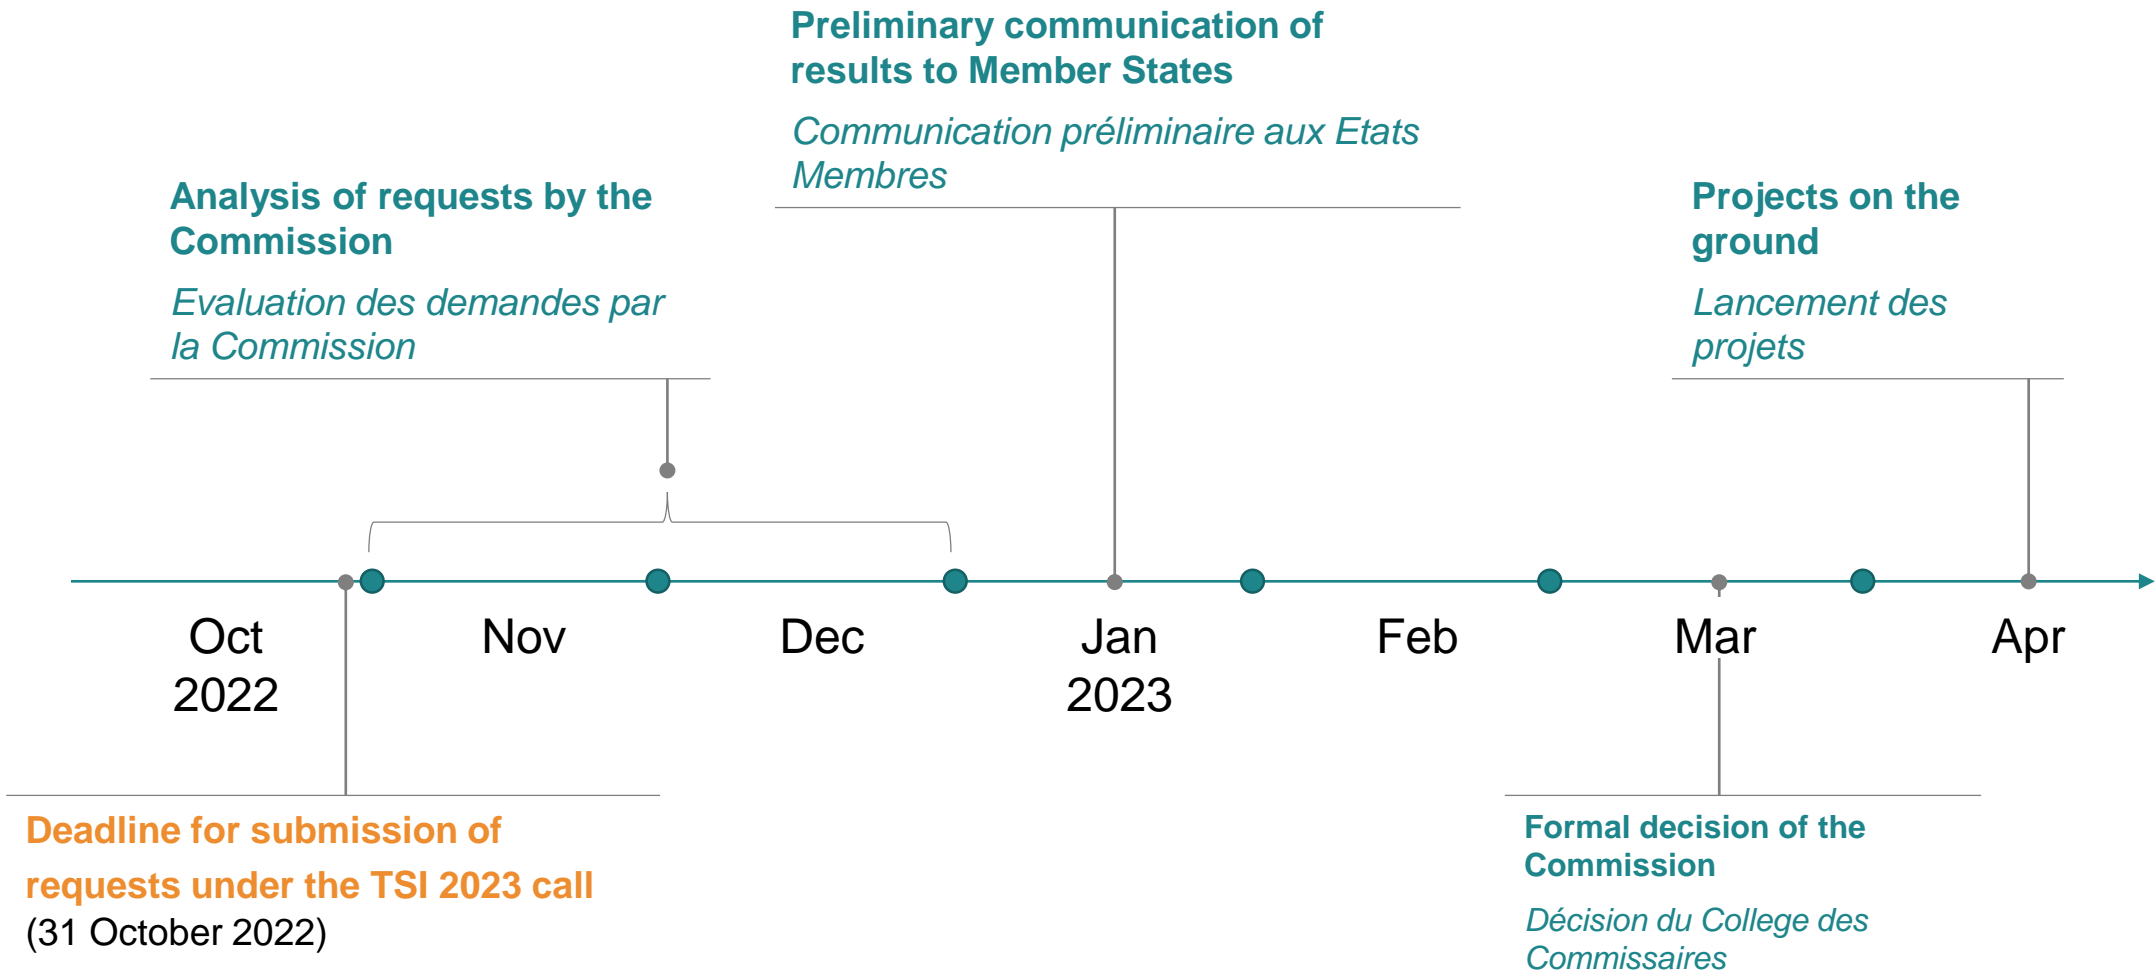 Preliminary communication of
results to Member States
Communication préliminaire aux Etats
Membres
Analysis of requests by the
Commission
Evaluation des demandes par
la Commission
Projects on the
ground
Lancement des
projets
Oct
2022
Nov
Dec
Jan
2023
Feb
Mar
Apr
Deadline for submission of
requests under the TSI 2023 call
(31 October 2022)
Formal decision of the
Commission
Décision du College des
Commissaires